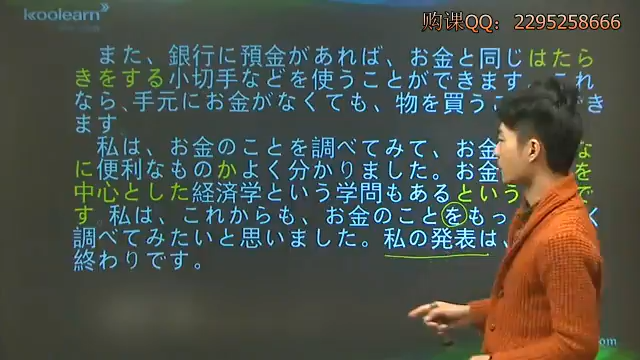 koolearn
购课QQ：2295258666
また、銀行に預金があれば、お金と同じはたら
きをする小切手などを使うことができます。これ
なら、手元にお金がなくても、物を買うこ でき
ます
私は、お金のことを調べてみて、お金 な
に便利なものかよく分かりました。お金 を
中心とした経済学という学問もあるという で
す。私は、これからも、お金のことをもっ く
調べてみたいと思いました。私の発表は、
終わりです。
om